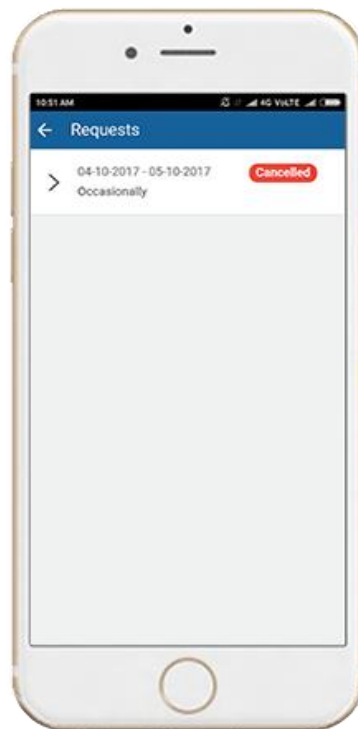 10:51 AM 4G VoLTE
Requests
04-10-2017 - 05-10-2017 Cancelled
Occasionally